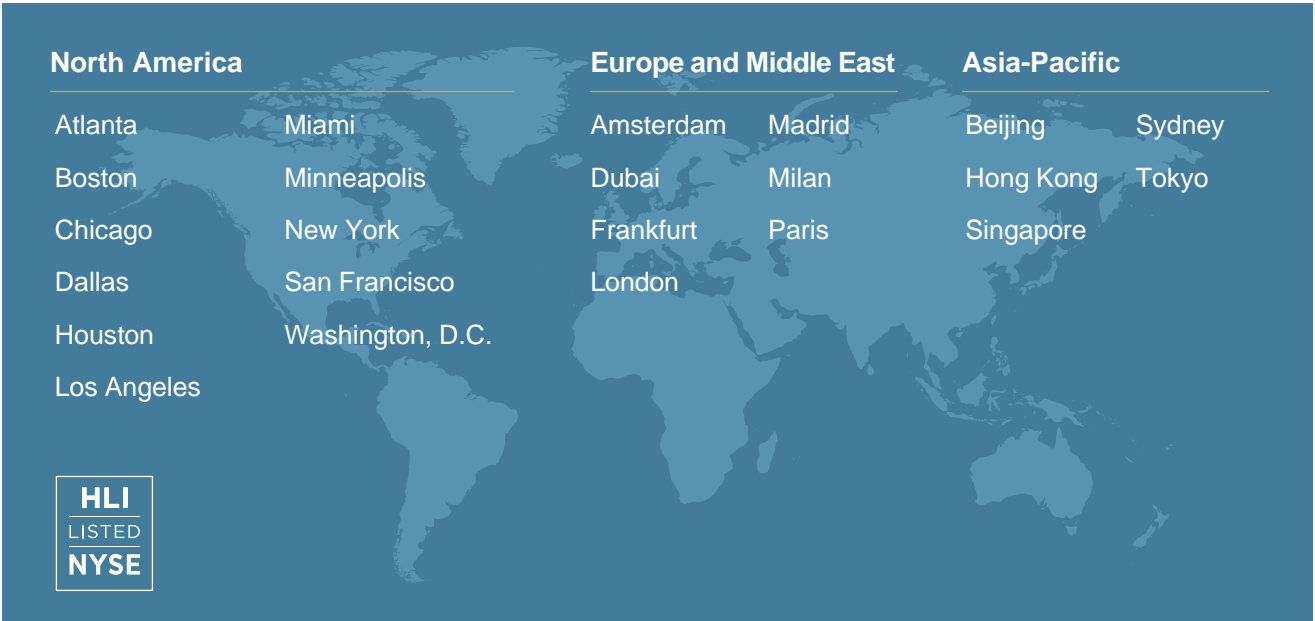 North America
Atlanta
Boston
Chicago
Dallas
Houston
Los Angeles
Miami
Minneapolis
New York
San Francisco
Washington, D.C.
Europe and Middle East
Amsterdam
Dubai
Frankfurt
London
Madrid
Milan
Paris
Asia-Pacific
Beijing
Hong Kong
Singapore
Sydney
Tokyo
HLI
LISTED
NYSE